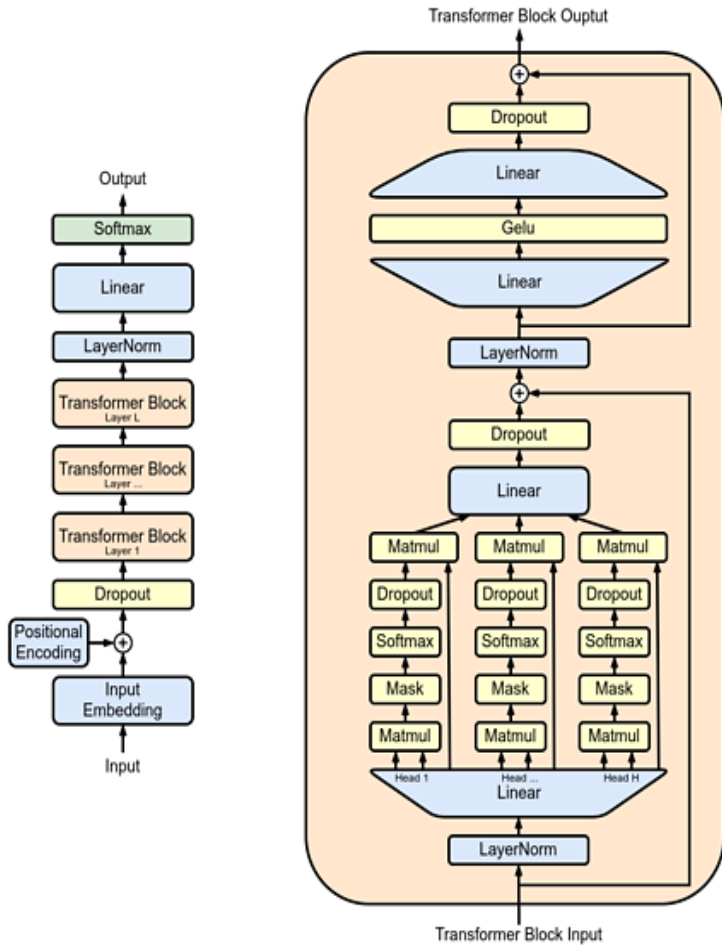 Output
Softmax
Linear
LayerNorm
Transformer Block
Layer L
Transformer Block
Layer ...
Transformer Block
Layer 1
Dropout
Positional
Encoding
+
Input
Embedding
Input
Transformer Block Ouptut
+
Dropout
Linear
Gelu
Linear
LayerNorm
+
Dropout
Linear
Matmul Matmul Matmul
Dropout Dropout Dropout
Softmax Softmax Softmax
Mask Mask Mask
Matmul Matmul Matmul
Head 1 Head ... Head H
Linear
LayerNorm
Transformer Block Input